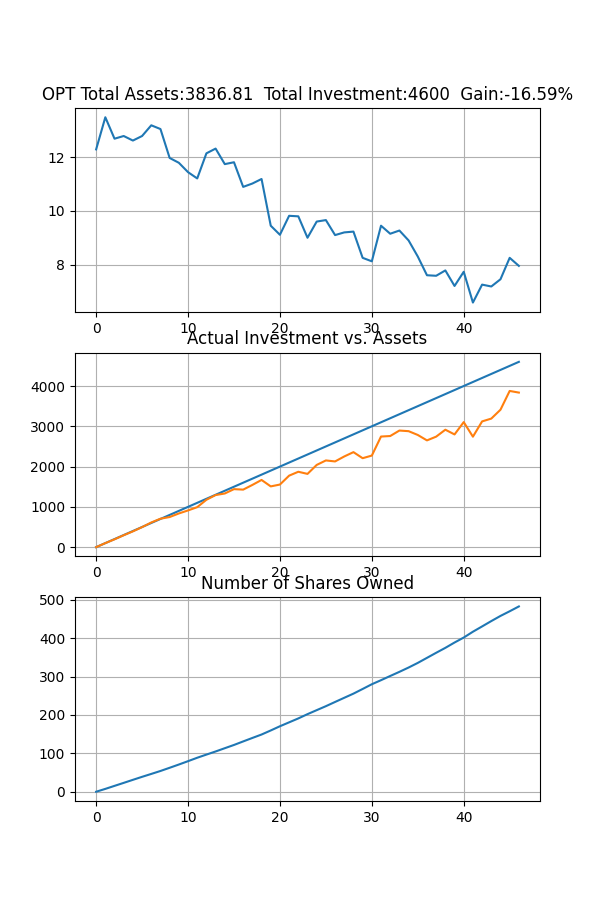 OPT Total Assets:3836.81  Total Investment:4600  Gain:-16.59%
12
10
8
0 10 20 30 40
Actual Investment vs. Assets
4000
3000
2000
1000
0
0 10 20 30 40
Number of Shares Owned
500
400
300
200
100
0
0 10 20 30 40